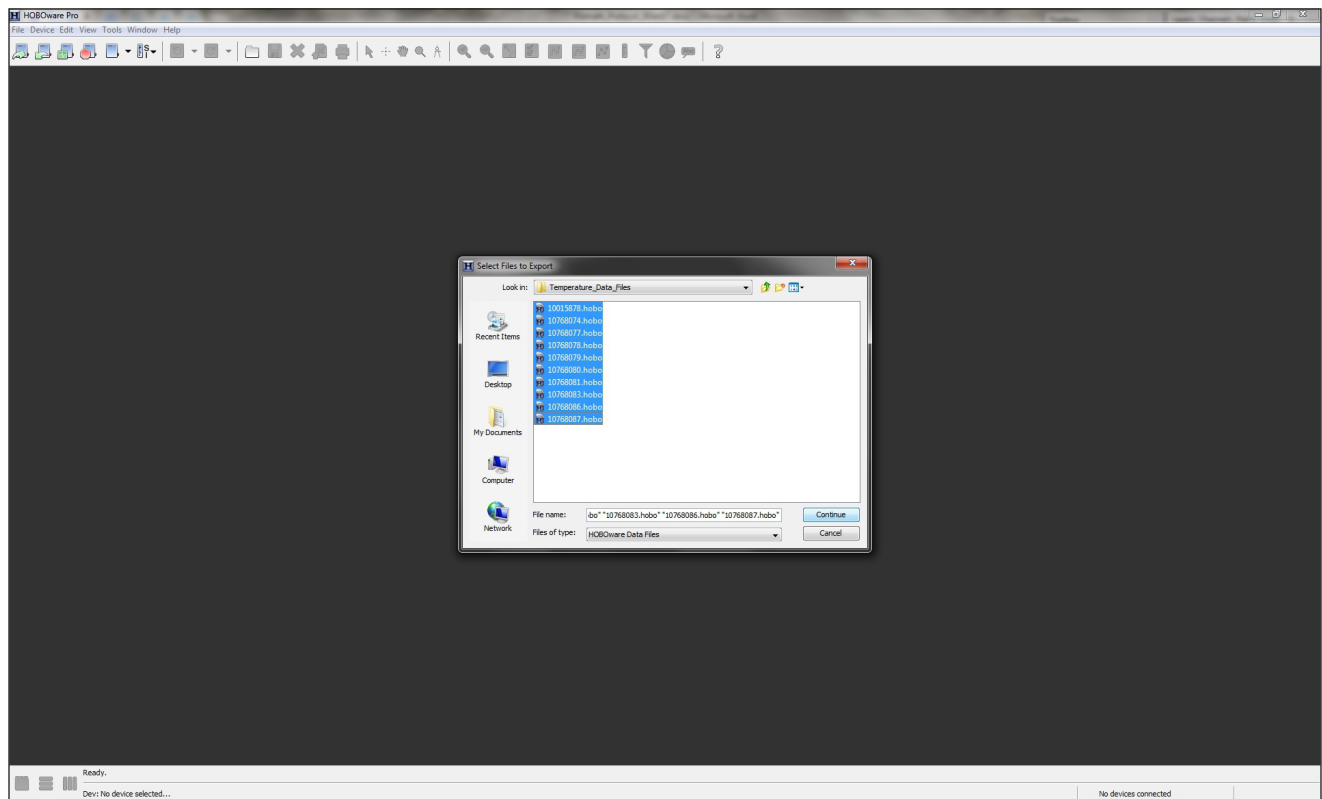 HOBOware Pro
File Device Edit View Tools Window Help
Select Files to Export
Look in: Temperature_Data_Files
10015878.hobo
10768074.hobo
10768077.hobo
10768078.hobo
10768079.hobo
10768080.hobo
10768081.hobo
10768083.hobo
10768086.hobo
10768087.hobo
Recent Items
Desktop
My Documents
Computer
Network
File name: bo" "10768083.hobo" "10768086.hobo" "10768087.hobo" Continue
Files of type: HOBOware Data Files Cancel
Ready.
Dev: No device selected... No devices connected